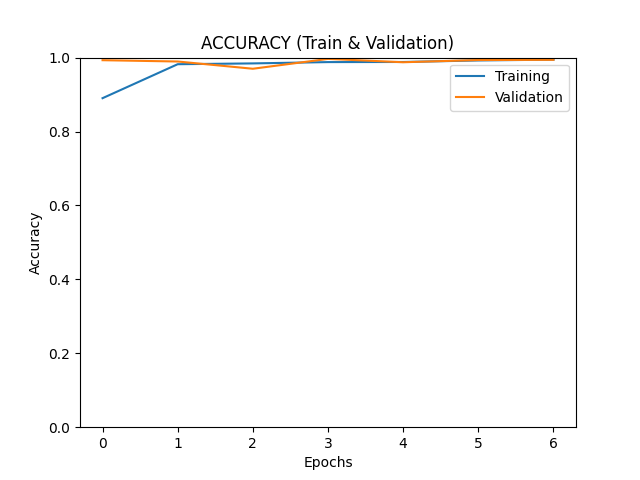 ACCURACY (Train & Validation)
1.0
Training
Validation
0.8
0.6
Accuracy
0.4
0.2
0.0
0 1 2 3 4 5 6
Epochs